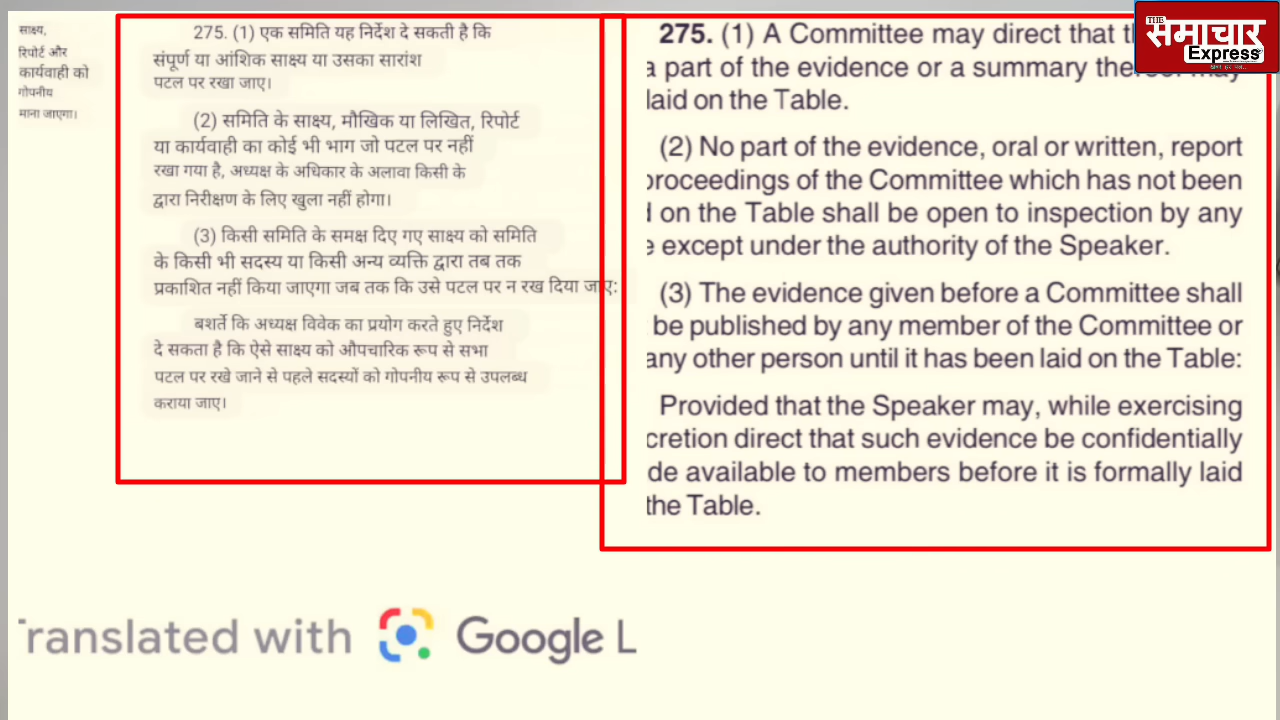 साक्ष्य,
रिपोर्ट और
कार्यवाही को
गोपनीय
माना जाएगा।
275. (1) एक समिति यह निर्देश दे सकती है कि
संपूर्ण या आंशिक साक्ष्य या उसका सारांश
पटल पर रखा जाए।
(2) समिति के साक्ष्य, मौखिक या लिखित, रिपोर्ट
या कार्यवाही का कोई भी भाग जो पटल पर नहीं
रखा गया है, अध्यक्ष के अधिकार के अलावा किसी के
द्वारा निरीक्षण के लिए खुला नहीं होगा।
(3) किसी समिति के समक्ष दिए गए साक्ष्य को समिति
के किसी भी सदस्य या किसी अन्य व्यक्ति द्वारा तब तक
प्रकाशित नहीं किया जाएगा जब तक कि उसे पटल पर न रख दिया जाए:
बशर्ते कि अध्यक्ष विवेक का प्रयोग करते हुए निर्देश
दे सकता है कि ऐसे साक्ष्य को औपचारिक रूप से सभा
पटल पर रखे जाने से पहले सदस्यों को गोपनीय रूप से उपलब्ध
कराया जाए।
275. (1) A Committee may direct that
a part of the evidence or a summary may
laid on the Table.
(2) No part of the evidence, oral or written, report
proceedings of the Committee which has not been
on the Table shall be open to inspection by any
except under the authority of the Speaker.
(3) The evidence given before a Committee shall
be published by any member of the Committee or
any other person until it has been laid on the Table:
Provided that the Speaker may, while exercising
cretion direct that such evidence be confidentially
de available to members before it is formally laid
the Table.
THE
समाचार
Express
Translated with Google L